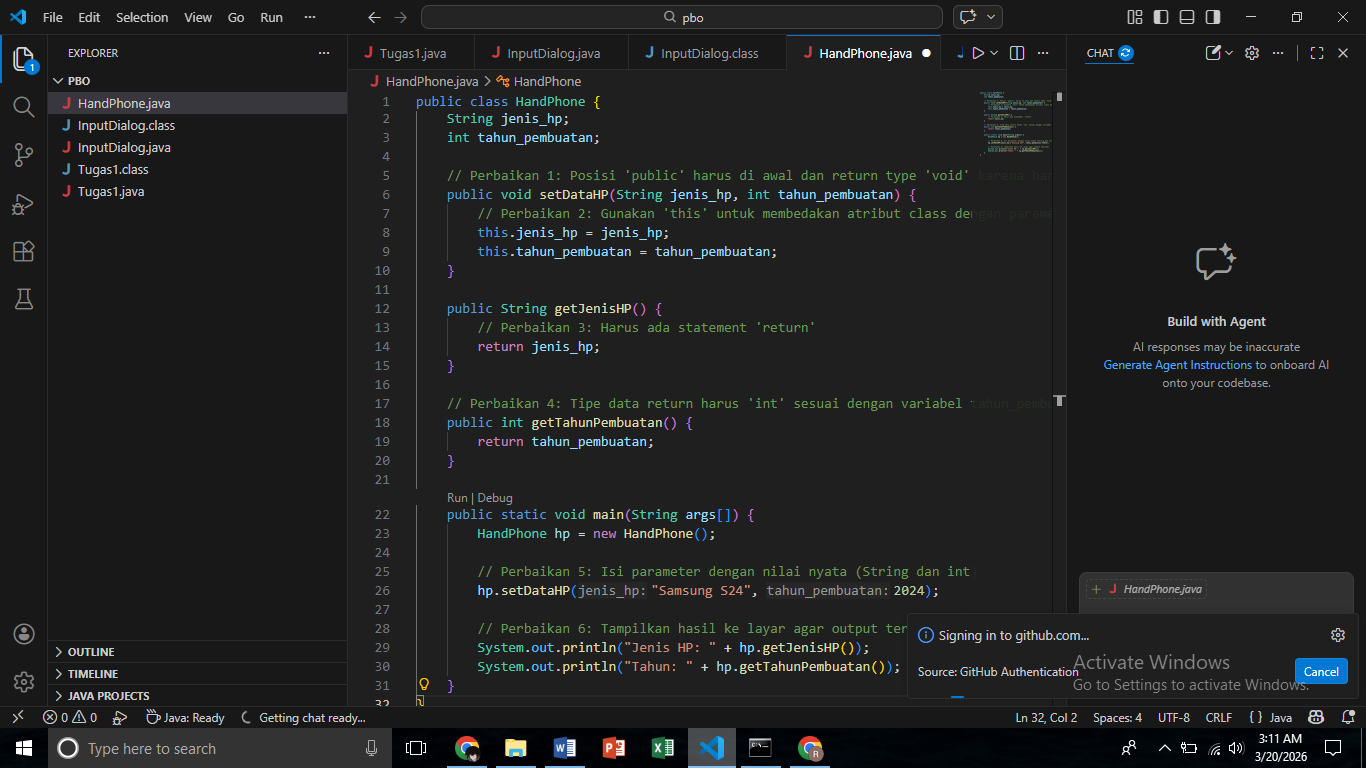 File Edit Selection View Go Run ··· pbo
EXPLORER ···
PBO
HandPhone.java
InputDialog.class
InputDialog.java
Tugas1.class
Tugas1.java
OUTLINE
TIMELINE
JAVA PROJECTS
Tugas1.java InputDialog.java InputDialog.class HandPhone.java
HandPhone.java > HandPhone
1 public class HandPhone {
2 String jenis_hp;
3 int tahun_pembuatan;
4
5 // Perbaikan 1: Posisi 'public' harus di awal dan return type 'void' karena
6 public void setDataHP(String jenis_hp, int tahun_pembuatan) {
7 // Perbaikan 2: Gunakan 'this' untuk membedakan atribut class dengan
8 this.jenis_hp = jenis_hp;
9 this.tahun_pembuatan = tahun_pembuatan;
10 }
11
12 public String getJenisHP() {
13 // Perbaikan 3: Harus ada statement 'return'
14 return jenis_hp;
15 }
16
17 // Perbaikan 4: Tipe data return harus 'int' sesuai dengan variabel
18 public int getTahunPembuatan() {
19 return tahun_pembuatan;
20 }
21
Run | Debug
22 public static void main(String args[]) {
23 HandPhone hp = new HandPhone();
24
25 // Perbaikan 5: Isi parameter dengan nilai nyata (String dan int
26 hp.setDataHP(jenis_hp: "Samsung S24", tahun_pembuatan: 2024);
27
28 // Perbaikan 6: Tampilkan hasil ke layar agar output ter
29 System.out.println("Jenis HP: " + hp.getJenisHP());
30 System.out.println("Tahun: " + hp.getTahunPembuatan());
31 }
32 }
CHAT
Build with Agent
AI responses may be inaccurate
Generate Agent Instructions to onboard AI
onto your codebase.
+ HandPhone.java
Signing in to github.com...
Source: GitHub Authentication
Cancel
Activate Windows
Go to Settings to activate Windows.
0 0 Java: Ready Getting chat ready... Ln 32, Col 2 Spaces: 4 UTF-8 CRLF { } Java
Type here to search
3:11 AM
3/20/2026